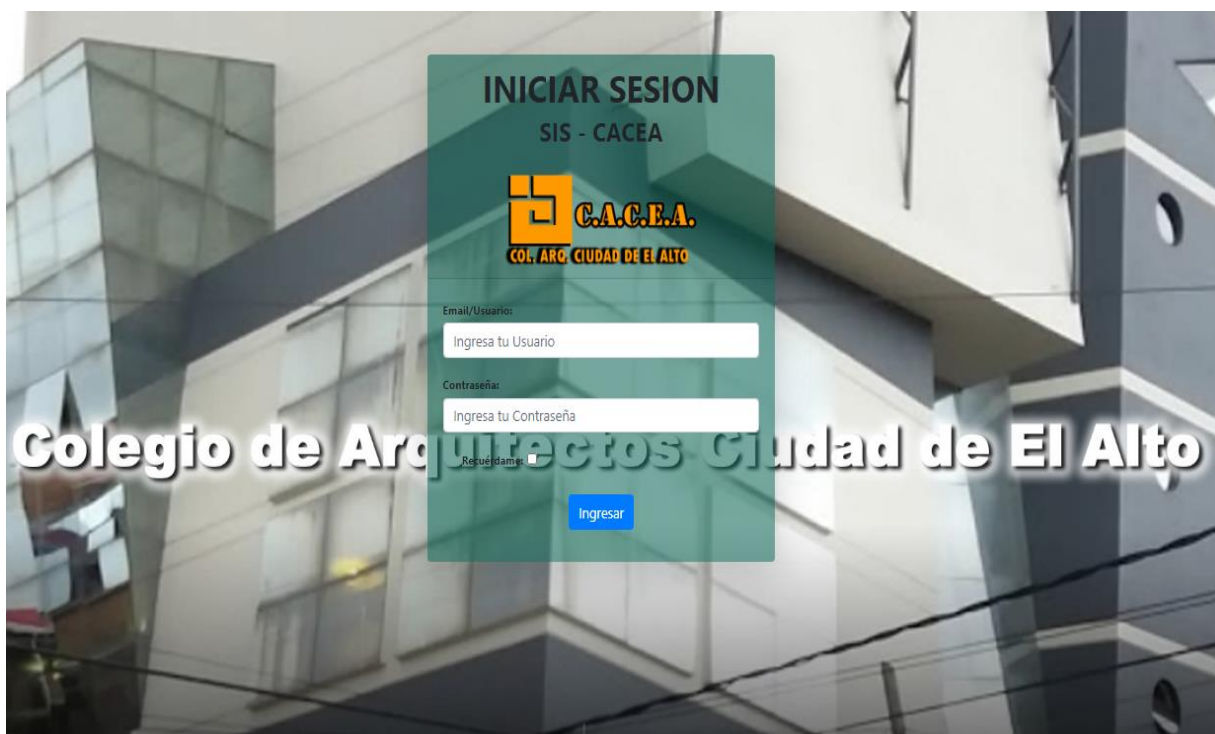 INICIAR SESION
SIS - CACEA
C.A.C.E.A.
COL. ARQ. CIUDAD DE EL ALTO
Email/Usuario:
Ingresa tu Usuario
Contraseña:
Ingresa tu Contraseña
Colegio de Arquitectos Ciudad de El Alto
Recuérdame:
Ingresar